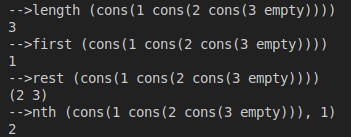 -->length (cons(1 cons(2 cons(3 empty))))
3
-->first (cons(1 cons(2 cons(3 empty))))
1
-->rest (cons(1 cons(2 cons(3 empty))))
(2 3)
-->nth (cons(1 cons(2 cons(3 empty))), 1)
2